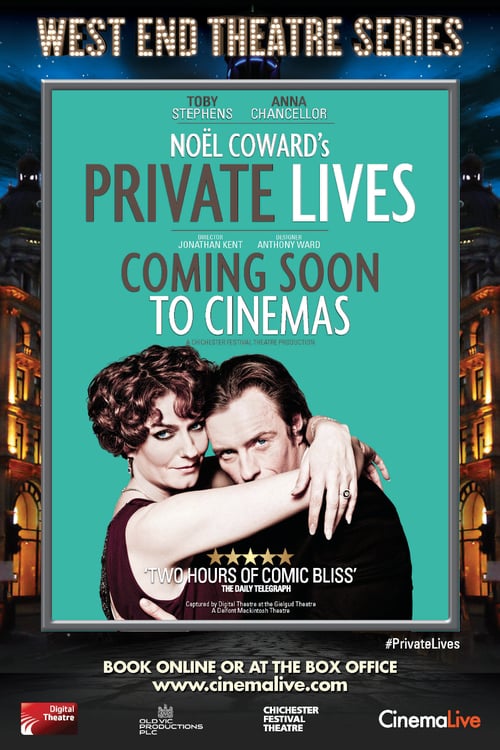 WEST END THEATRE SERIES
TOBY STEPHENS
ANNA CHANCELLOR
NOËL COWARD's
PRIVATE LIVES
DIRECTOR
JONATHAN KENT
DESIGNER
ANTHONY WARD
COMING SOON
TO CINEMAS
A CHICHESTER FESTIVAL THEATRE PRODUCTION
'TWO HOURS OF COMIC BLISS'
THE DAILY TELEGRAPH
Captured by Digital Theatre at the Gielgud Theatre
A Delfont Mackintosh Theatre
#PrivateLives
BOOK ONLINE OR AT THE BOX OFFICE
www.cinemalive.com
Digital
Theatre
OLD VIC
PRODUCTIONS
PLC
CHICHESTER
FESTIVAL
THEATRE
CinemaLive